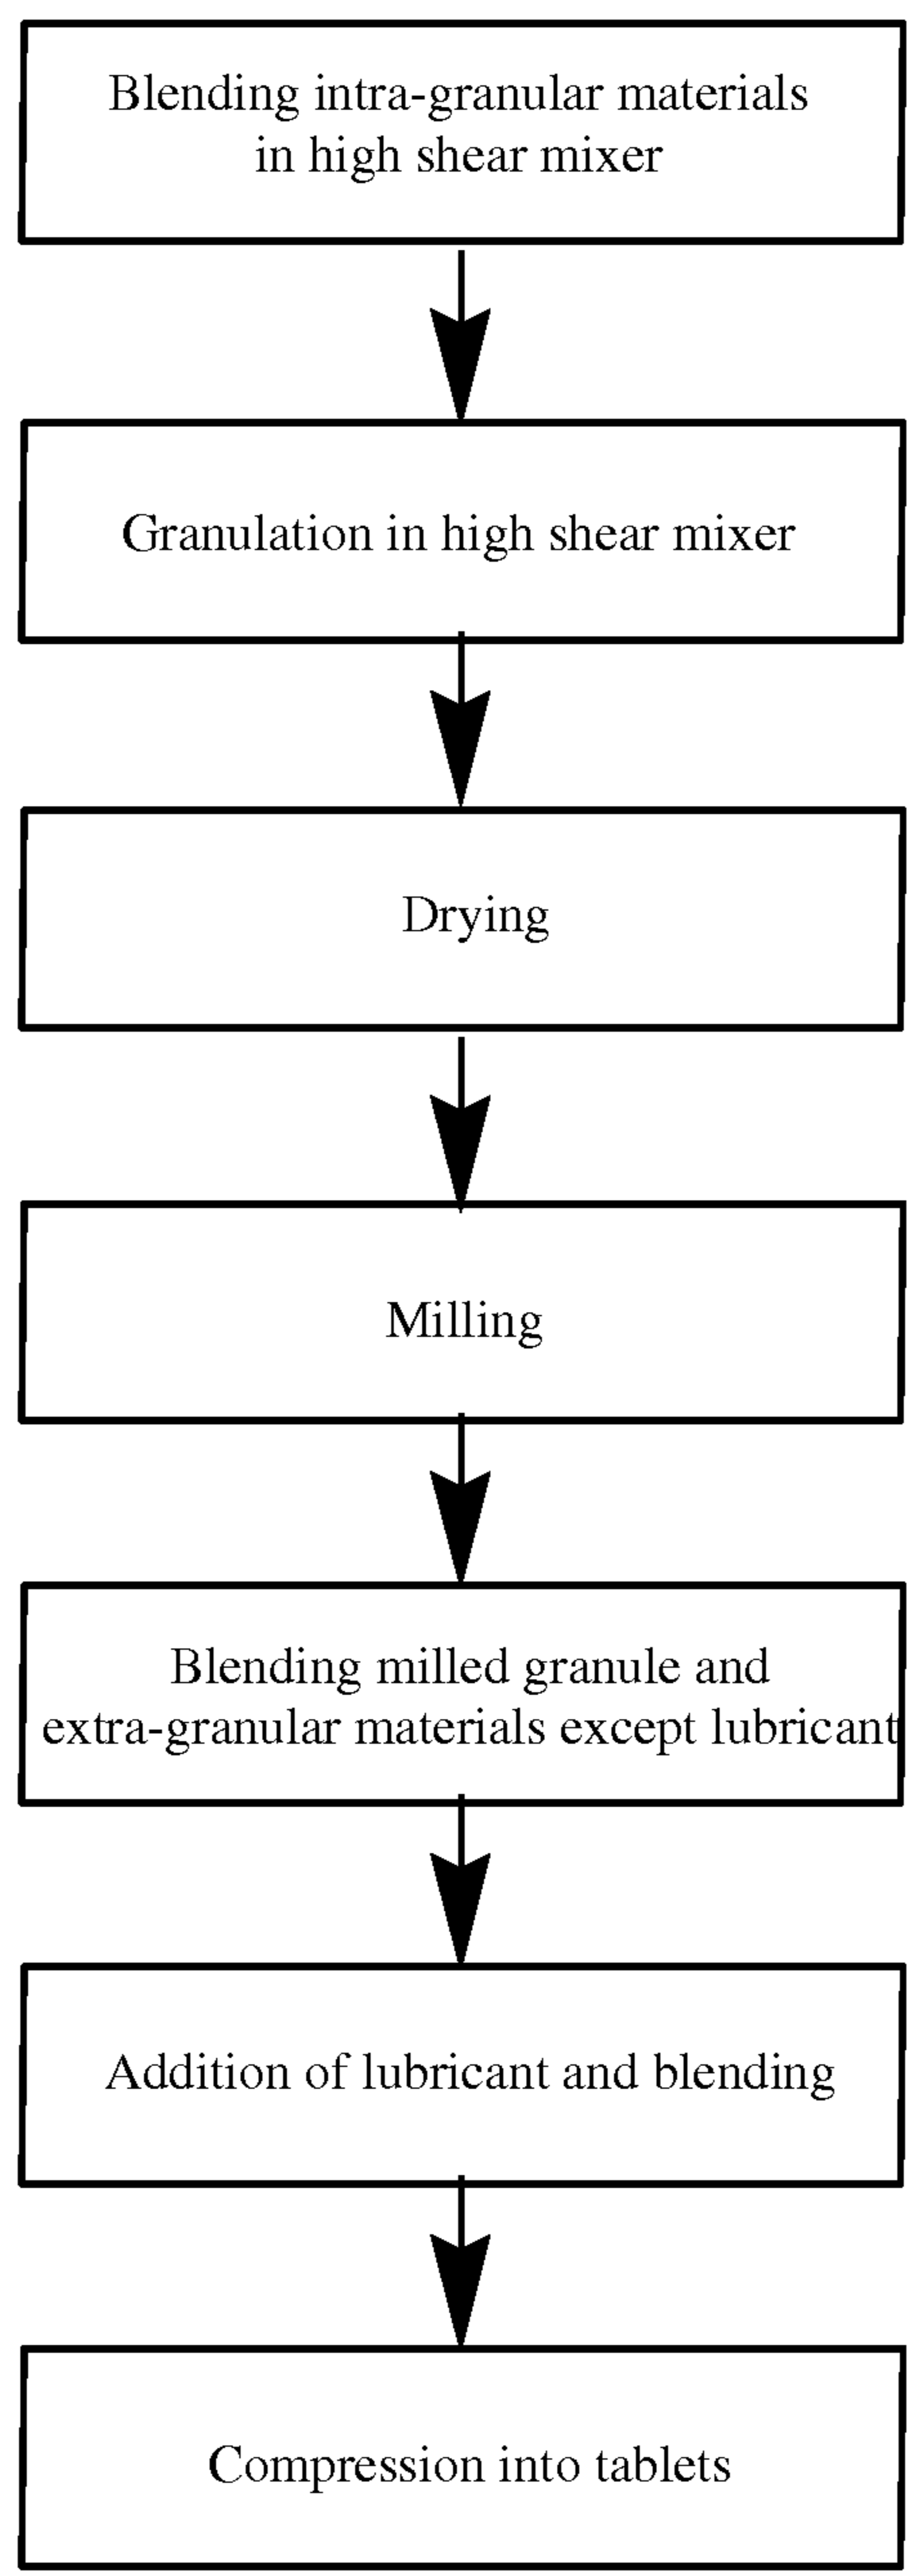 Blending intra-granular materials
in high shear mixer
Granulation in high shear mixer
Drying
Milling
Blending milled granule and
extra-granular materials except lubricant
Addition of lubricant and blending
Compression into tablets